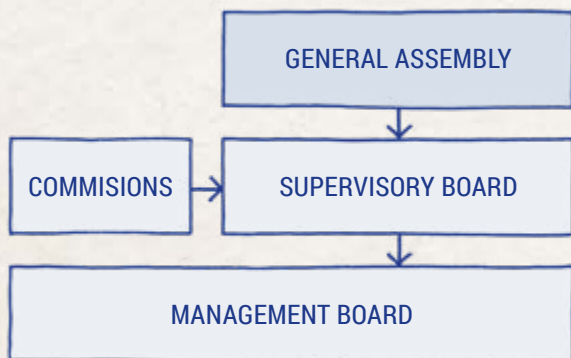 GENERAL ASSEMBLY
COMMISIONS
SUPERVISORY BOARD
MANAGEMENT BOARD